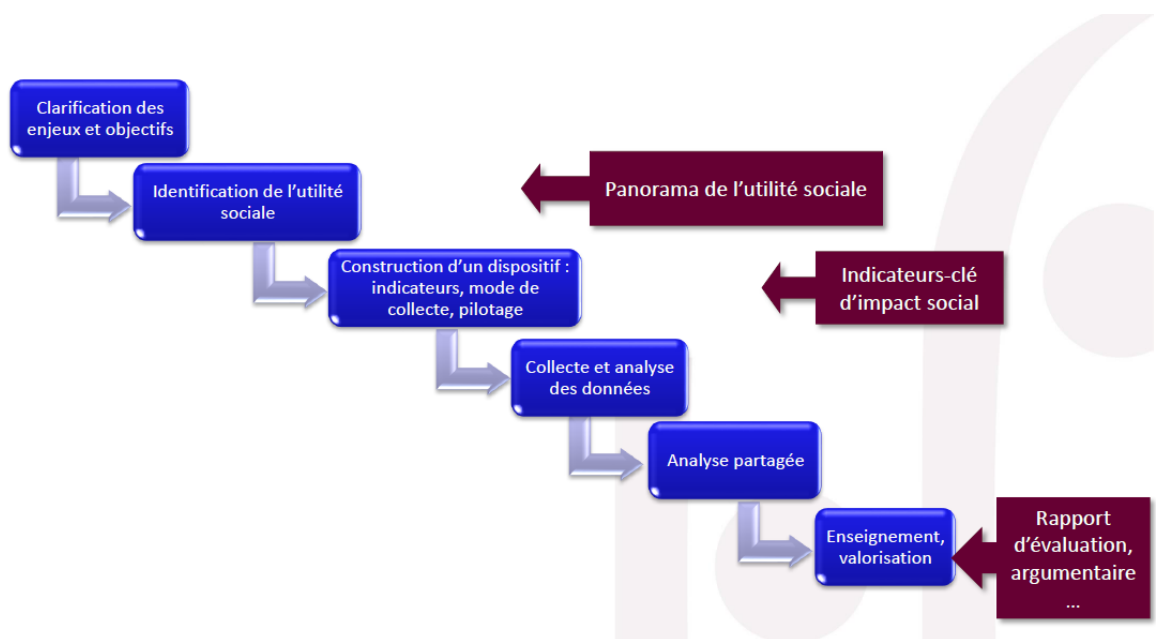 Clarification des
enjeux et objectifs
Identification de l'utilité
sociale
Panorama de l'utilité sociale
Construction d'un dispositif :
indicateurs, mode de
collecte, pilotage
Indicateurs-clé
d'impact social
Collecte et analyse
des données
Analyse partagée
Enseignement,
valorisation
Rapport
d'évaluation,
argumentaire
...